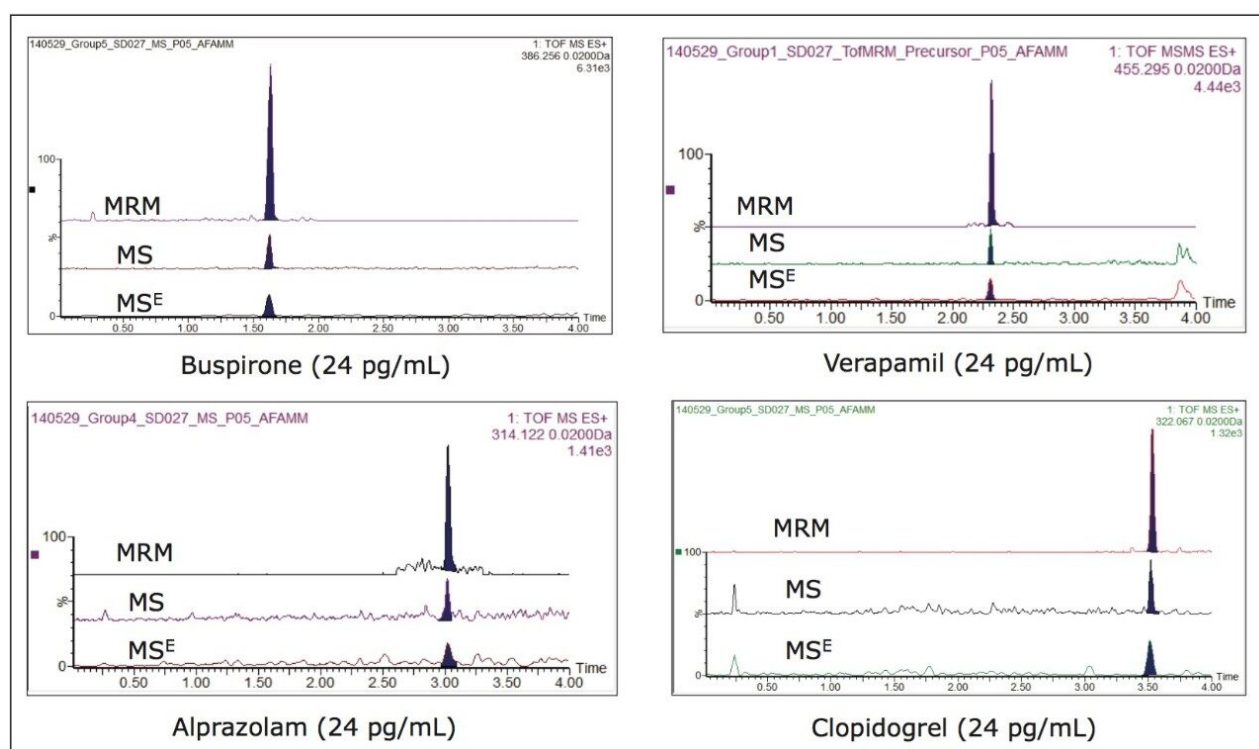 140529_Group5_SD027_MS_P05_AFAMM
1: TOF MS ES+
386.256 0.0200Da
6.31e3
100
MRM
%
MS
MSᴱ
0
0.50 1.00 1.50 2.00 2.50 3.00 3.50 4.00 Time
Buspirone (24 pg/mL)
140529_Group1_SD027_TofMRM_Precursor_P05_AFAMM
1: TOF MSMS ES+
455.295 0.0200Da
4.44e3
100
MRM
%
MS
MSᴱ
0
Time
0.50 1.00 1.50 2.00 2.50 3.00 3.50 4.00
Verapamil (24 pg/mL)
140529_Group4_SD027_MS_P05_AFAMM
1: TOF MS ES+
314.122 0.0200Da
1.41e3
100
MRM
%
MS
MSᴱ
0
Time
0.50 1.00 1.50 2.00 2.50 3.00 3.50 4.00
Alprazolam (24 pg/mL)
140529_Group5_SD027_MS_P05_AFAMM
1: TOF MS ES+
322.067 0.0200Da
1.32e3
MRM
100
MS
%
MSᴱ
0
Time
0.50 1.00 1.50 2.00 2.50 3.00 3.50 4.00
Clopidogrel (24 pg/mL)